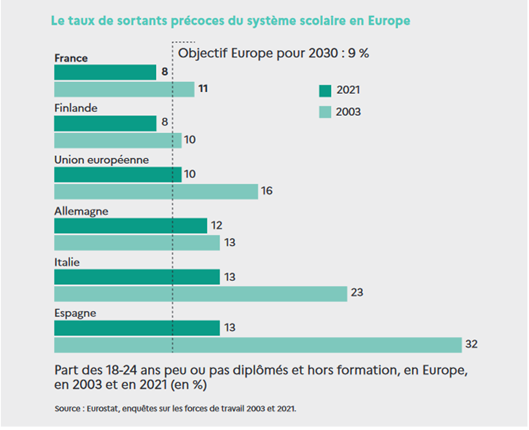 Le taux de sortants précoces du système scolaire en Europe
Objectif Europe pour 2030 : 9 %
France
8
11
2021
2003
Finlande
8
10
Union européenne
10
16
Allemagne
12
13
Italie
13
23
Espagne
13
32
Part des 18-24 ans peu ou pas diplômés et hors formation, en Europe,
en 2003 et en 2021 (en %)
Source : Eurostat, enquêtes sur les forces de travail 2003 et 2021.